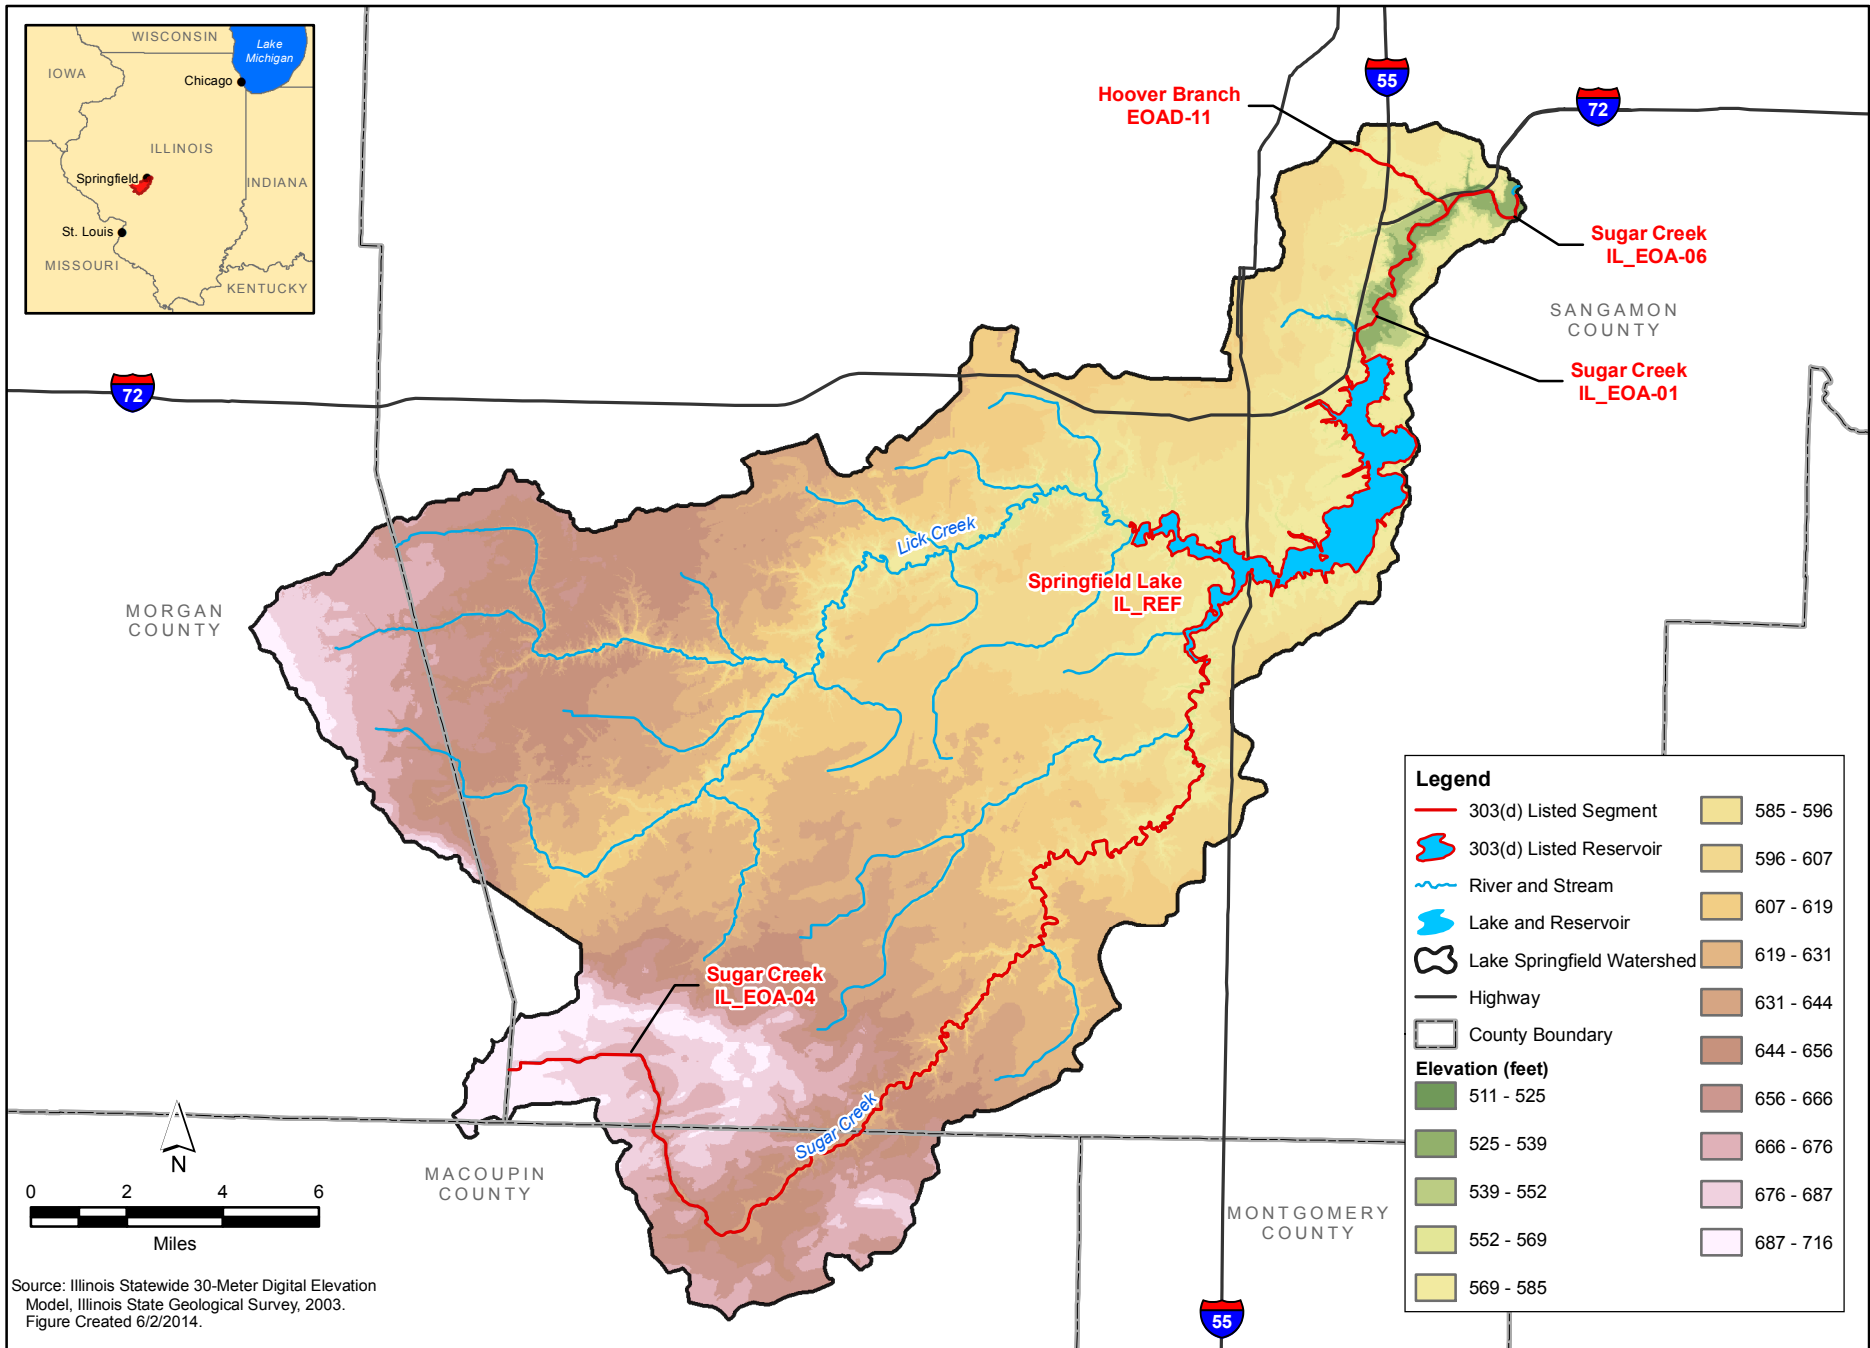 WISCONSIN
Lake
Michigan
IOWA
Chicago
ILLINOIS
Springfield
INDIANA
St. Louis
MISSOURI
KENTUCKY
55
72
Hoover Branch
EOAD-11
Sugar Creek
IL_EOA-06
SANGAMON
COUNTY
Sugar Creek
IL_EOA-01
72
Lick Creek
Springfield Lake
IL_REF
MORGAN
COUNTY
Sugar Creek
IL_EOA-04
Sugar Creek
MACOUPIN
COUNTY
MONTGOMERY
COUNTY
55
N
0 2 4 6
Miles
Source: Illinois Statewide 30-Meter Digital Elevation
Model, Illinois State Geological Survey, 2003.
Figure Created 6/2/2014.
Legend
303(d) Listed Segment
303(d) Listed Reservoir
River and Stream
Lake and Reservoir
Lake Springfield Watershed
Highway
County Boundary
Elevation (feet)
511 - 525
525 - 539
539 - 552
552 - 569
569 - 585
585 - 596
596 - 607
607 - 619
619 - 631
631 - 644
644 - 656
656 - 666
666 - 676
676 - 687
687 - 716